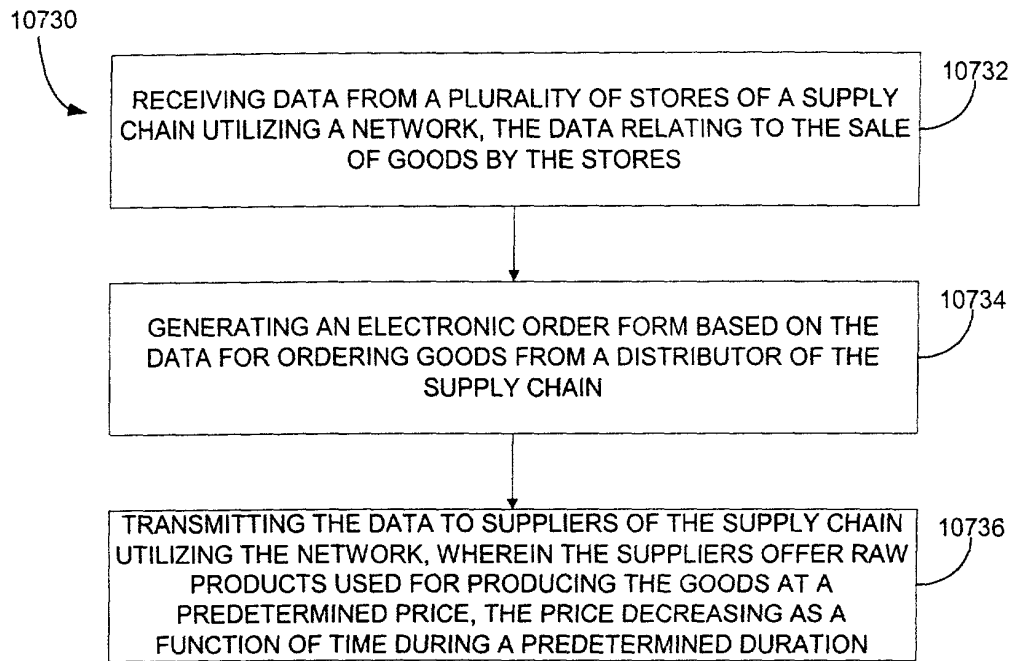 10730
10732
RECEIVING DATA FROM A PLURALITY OF STORES OF A SUPPLY
CHAIN UTILIZING A NETWORK, THE DATA RELATING TO THE SALE
OF GOODS BY THE STORES
10734
GENERATING AN ELECTRONIC ORDER FORM BASED ON THE
DATA FOR ORDERING GOODS FROM A DISTRIBUTOR OF THE
SUPPLY CHAIN
10736
TRANSMITTING THE DATA TO SUPPLIERS OF THE SUPPLY CHAIN
UTILIZING THE NETWORK, WHEREIN THE SUPPLIERS OFFER RAW
PRODUCTS USED FOR PRODUCING THE GOODS AT A
PREDETERMINED PRICE, THE PRICE DECREASING AS A
FUNCTION OF TIME DURING A PREDETERMINED DURATION